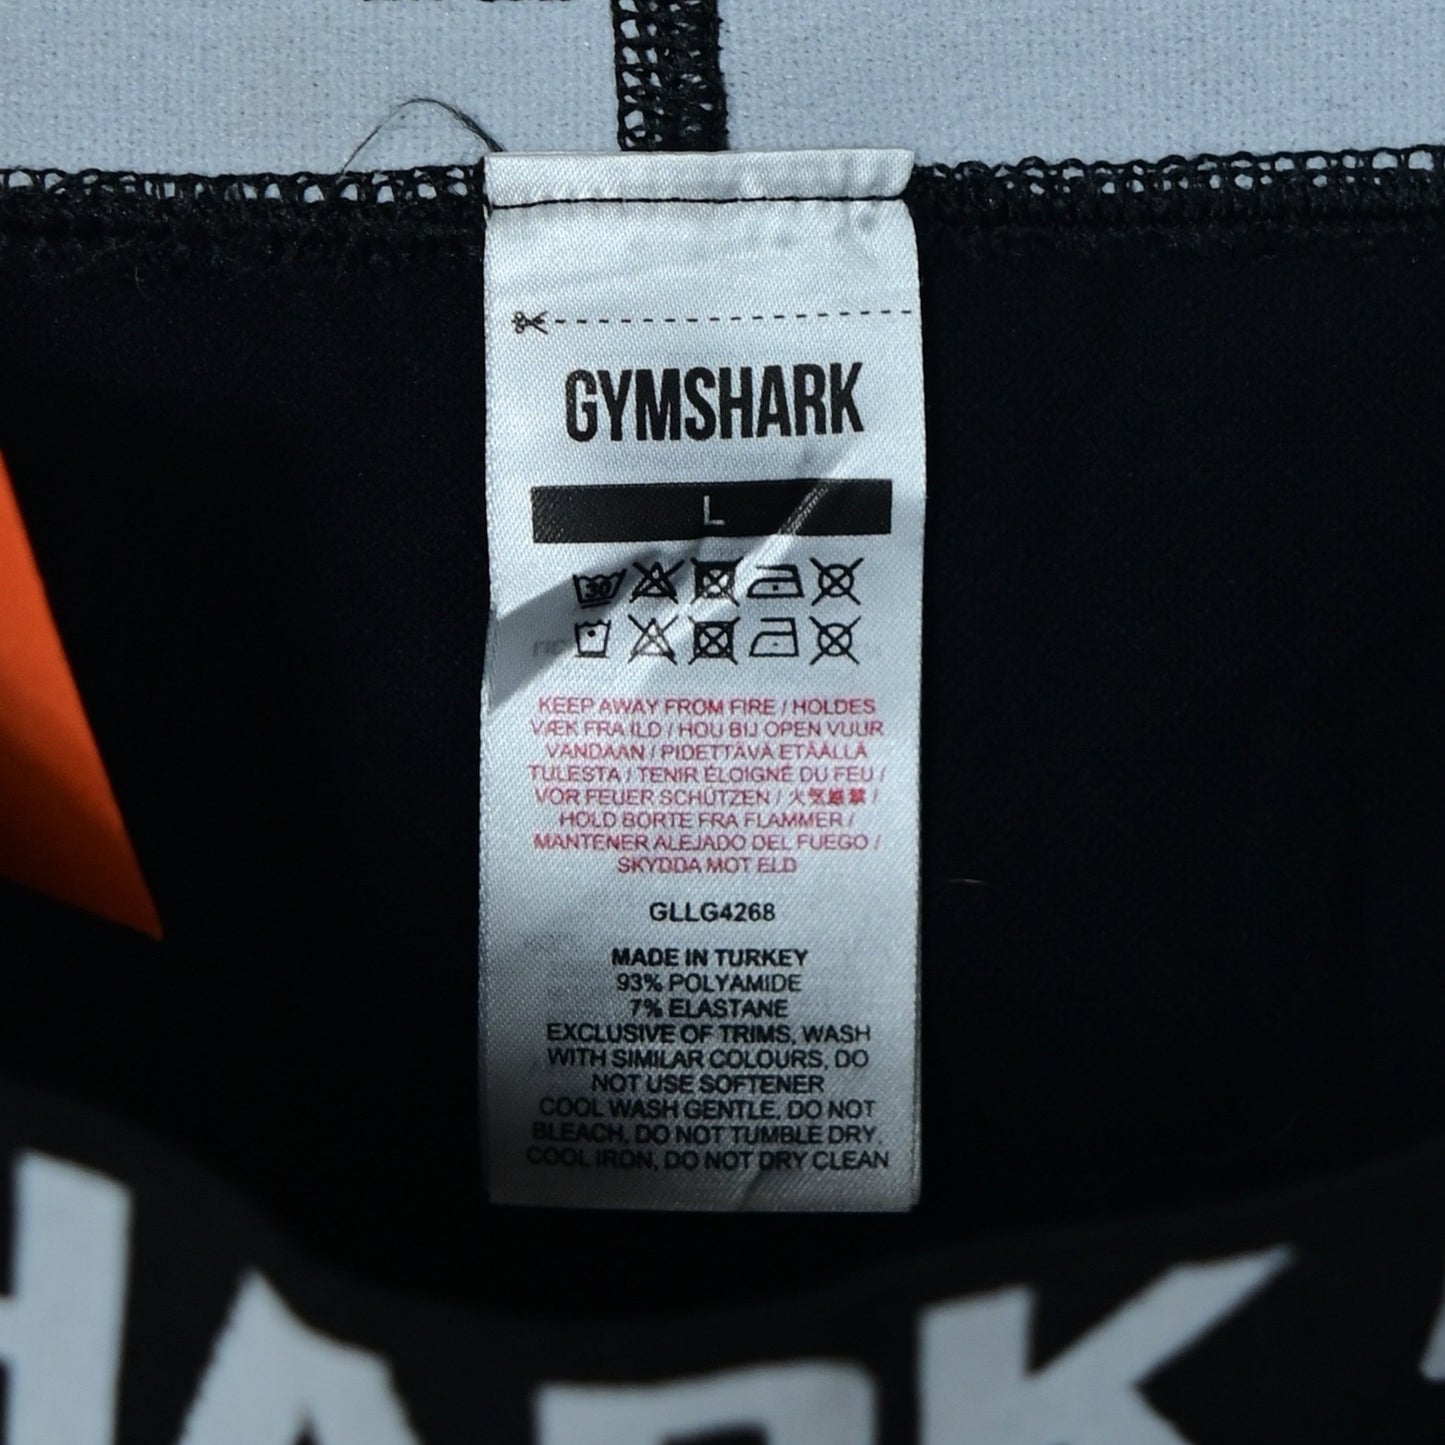 GYMSHARK
L
30
KEEP AWAY FROM FIRE / HOLDES
VÆK FRA ILD / HOU BIJ OPEN VUUR
VANDAAN / PIDETTÄVÄ ETÄÄLLÄ
TULESTA / TENIR ÉLOIGNÉ DU FEU /
VOR FEUER SCHÜTZEN / 火気厳禁 /
HOLD BORTE FRA FLAMMER /
MANTENER ALEJADO DEL FUEGO /
SKYDDA MOT ELD
GLLG4268
MADE IN TURKEY
93% POLYAMIDE
7% ELASTANE
EXCLUSIVE OF TRIMS, WASH
WITH SIMILAR COLOURS, DO
NOT USE SOFTENER
COOL WASH GENTLE, DO NOT
BLEACH, DO NOT TUMBLE DRY,
COOL IRON, DO NOT DRY CLEAN
HARK